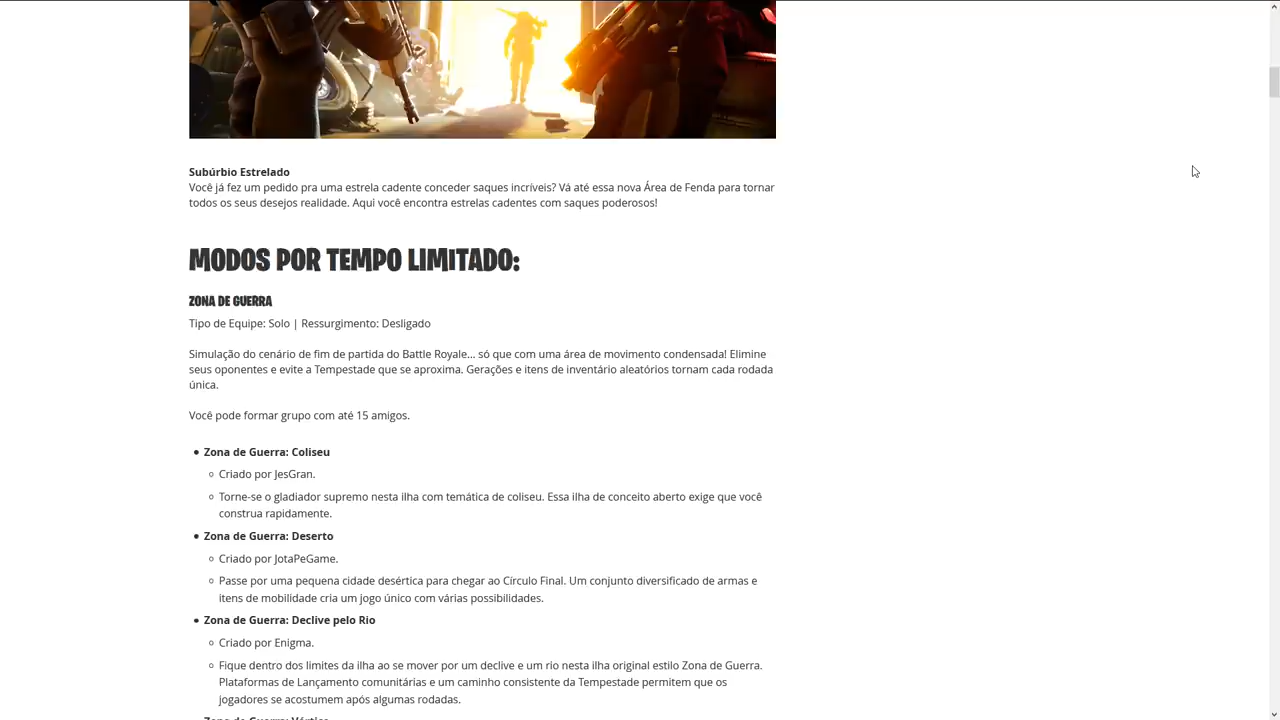 Subúrbio Estrelado
Você já fez um pedido pra uma estrela cadente conceder saques incríveis? Vá até essa nova Área de Fenda para tornar
todos os seus desejos realidade. Aqui você encontra estrelas cadentes com saques poderosos!
MODOS POR TEMPO LIMITADO:
ZONA DE GUERRA
Tipo de Equipe: Solo | Ressurgimento: Desligado
Simulação do cenário de fim de partida do Battle Royale... só que com uma área de movimento condensada! Elimine
seus oponentes e evite a Tempestade que se aproxima. Gerações e itens de inventário aleatórios tornam cada rodada
única.
Você pode formar grupo com até 15 amigos.
• Zona de Guerra: Coliseu
○ Criado por JesGran.
○ Torne-se o gladiador supremo nesta ilha com temática de coliseu. Essa ilha de conceito aberto exige que você
construa rapidamente.
• Zona de Guerra: Deserto
○ Criado por JotaPeGame.
○ Passe por uma pequena cidade desértica para chegar ao Círculo Final. Um conjunto diversificado de armas e
itens de mobilidade cria um jogo único com várias possibilidades.
• Zona de Guerra: Declive pelo Rio
○ Criado por Enigma.
○ Fique dentro dos limites da ilha ao se mover por um declive e um rio nesta ilha original estilo Zona de Guerra.
Plataformas de Lançamento comunitárias e um caminho consistente da Tempestade permitem que os
jogadores se acostumem após algumas rodadas.